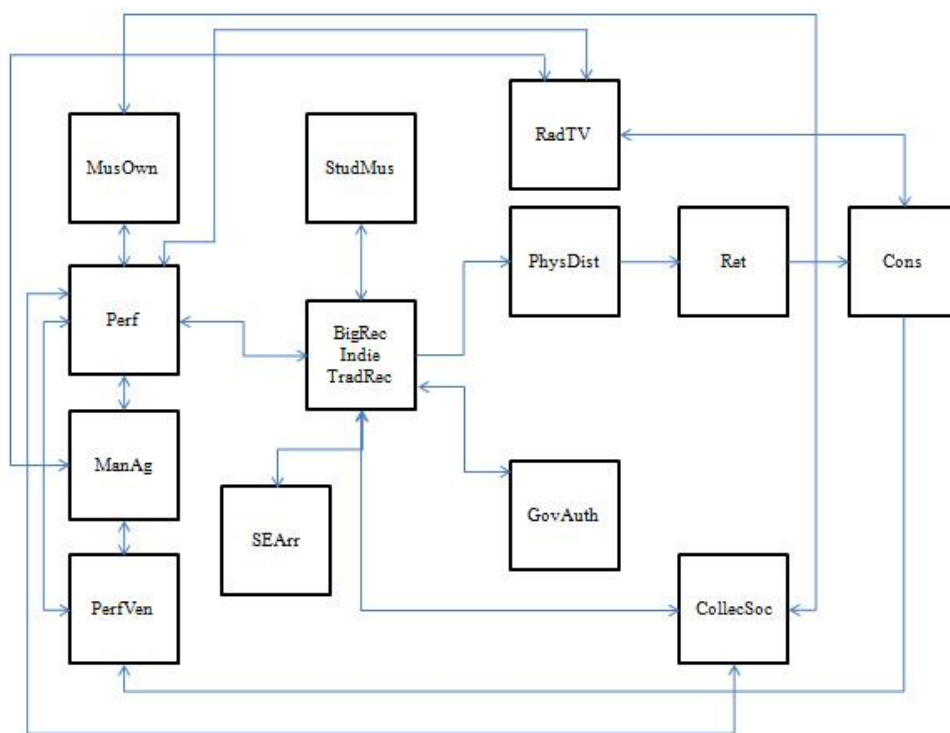 RadTV
MusOwn
StudMus
PhysDist
Ret
Cons
Perf
BigRec
Indie
TradRec
ManAg
GovAuth
SEArr
PerfVen
CollecSoc